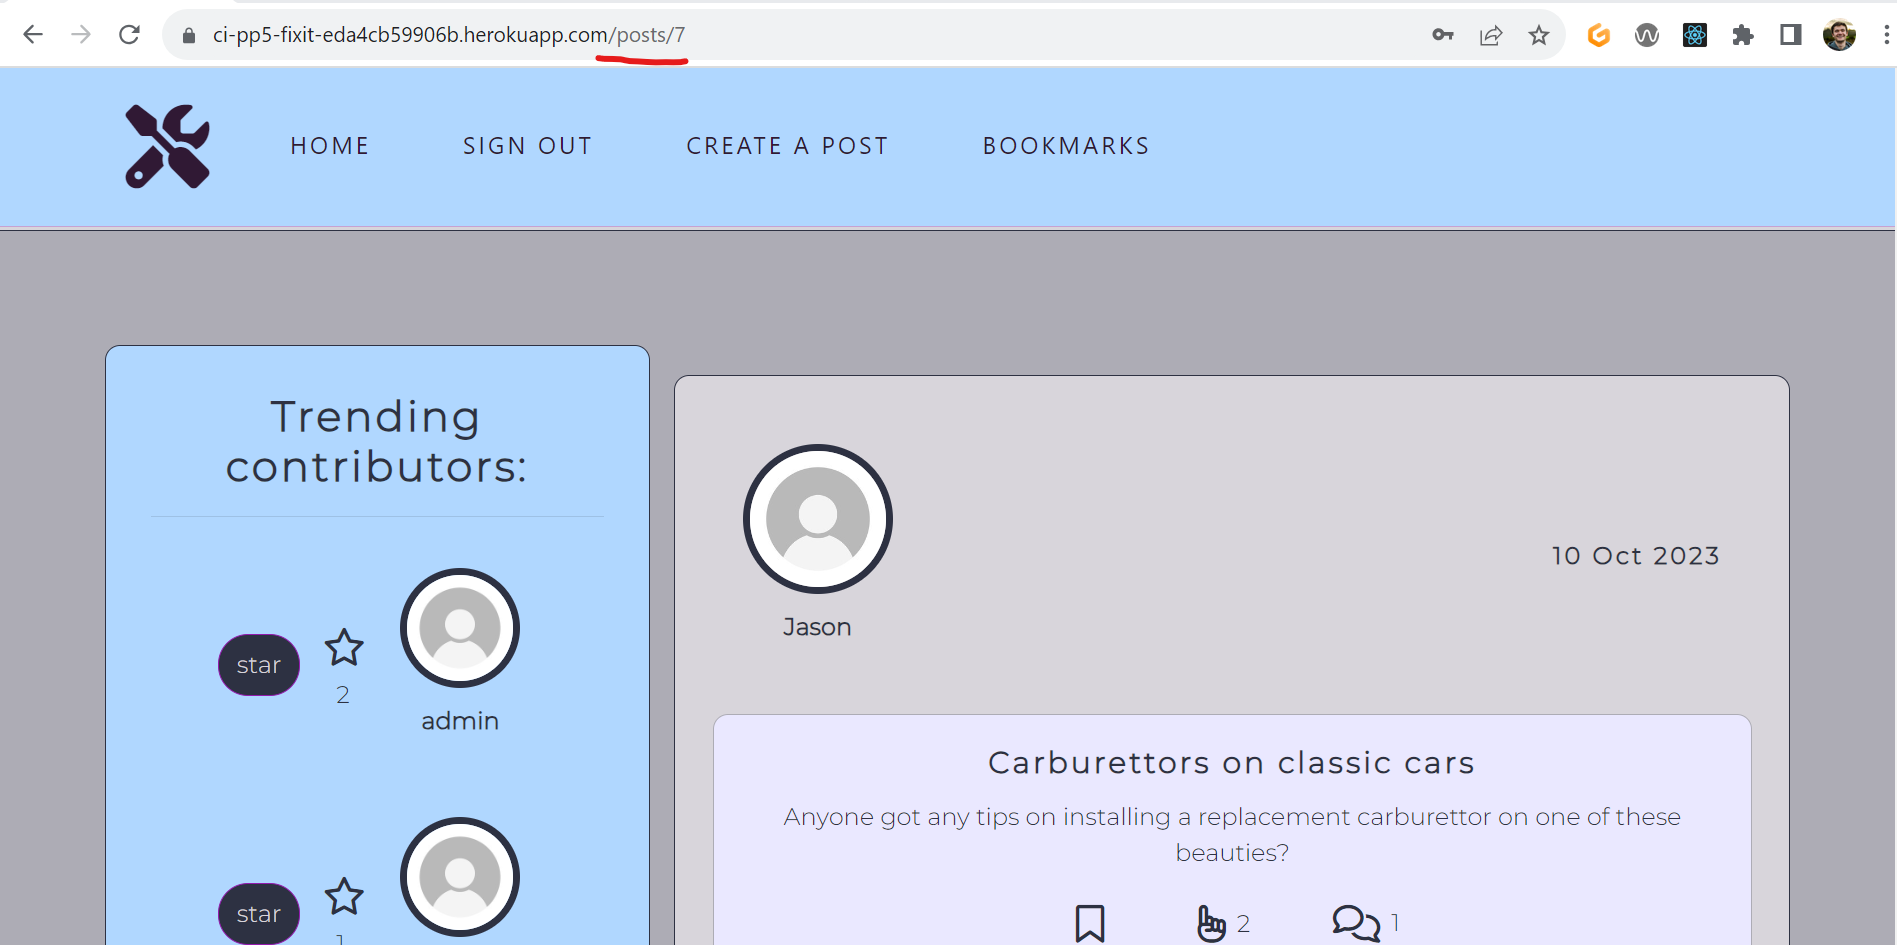 ci-pp5-fixit-eda4cb59906b.herokuapp.com/posts/7
HOME SIGN OUT CREATE A POST BOOKMARKS
Trending
contributors:
star
2
admin
star
1
Jason
10 Oct 2023
Carburettors on classic cars
Anyone got any tips on installing a replacement carburettor on one of these
beauties?
2 1